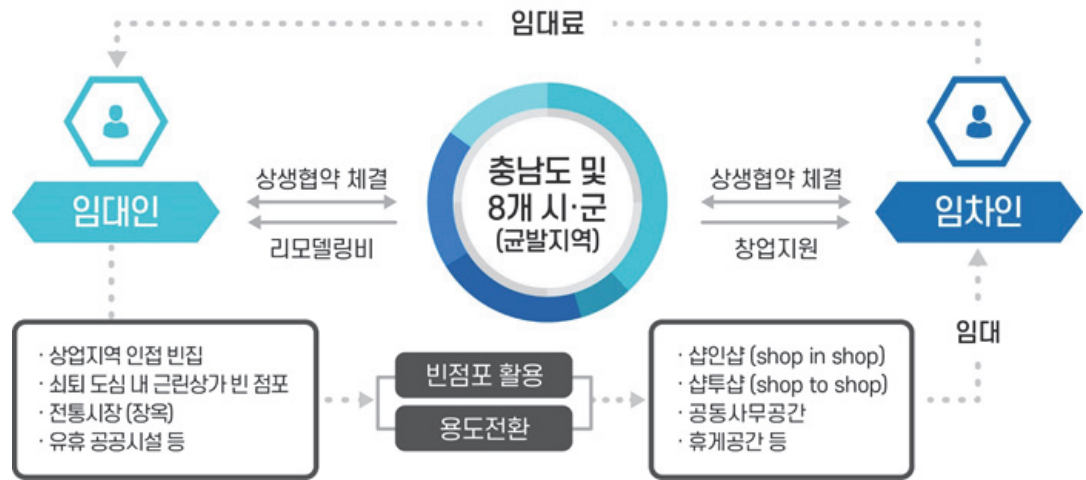 임대료
임대인
상생협약 체결
리모델링비
충남도 및
8개 시·군
(균발지역)
상생협약 체결
창업지원
임차인
· 상업지역 인접 빈집
· 쇠퇴 도심 내 근린상가 빈 점포
· 전통시장 (장옥)
· 유휴 공공시설 등
빈점포 활용
용도전환
· 샵인샵 (shop in shop)
· 샵투샵 (shop to shop)
· 공동사무공간
· 휴게공간 등
임대